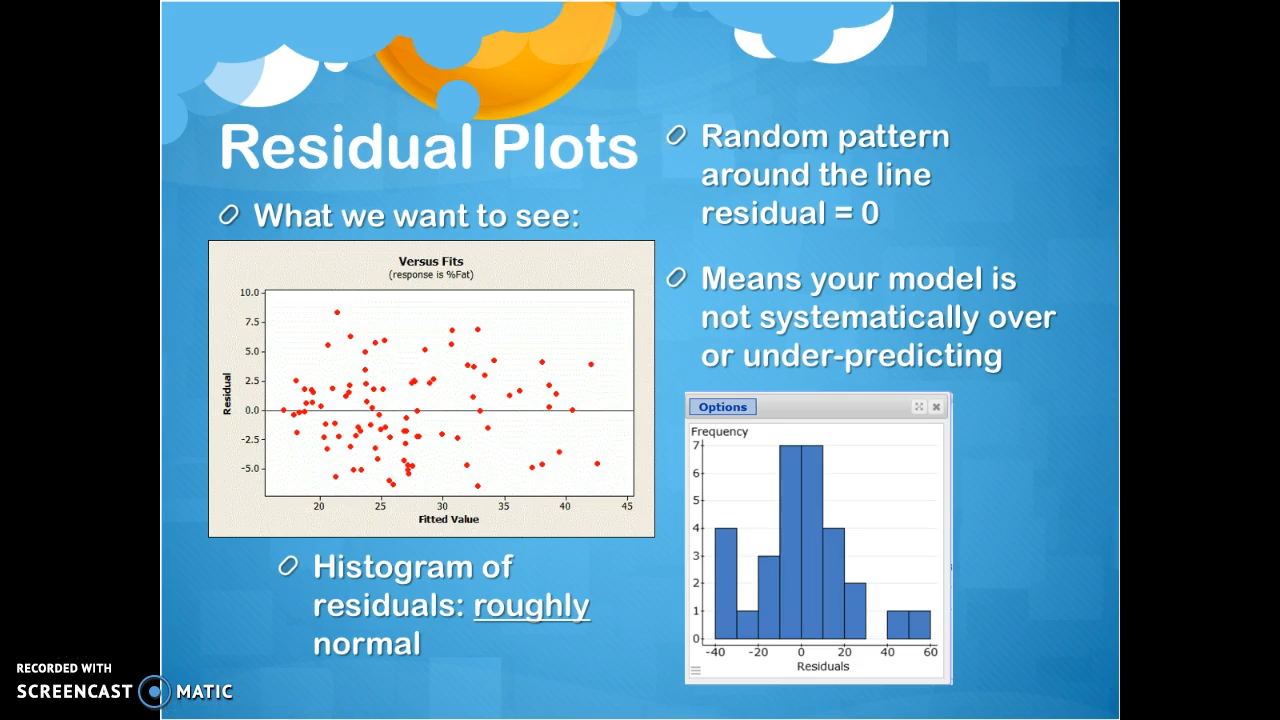 Residual Plots
What we want to see:
Versus Fits
(response is %Fat)
10.0
7.5
5.0
2.5
0.0
-2.5
-5.0
Residual
20 25 30 35 40 45
Fitted Value
Histogram of
residuals: roughly
normal
Random pattern
around the line
residual = 0
Means your model is
not systematically over
or under-predicting
Options
Frequency
7
6
5
4
3
2
1
0
-40 -20 0 20 40 60
Residuals
RECORDED WITH
SCREENCAST MATIC